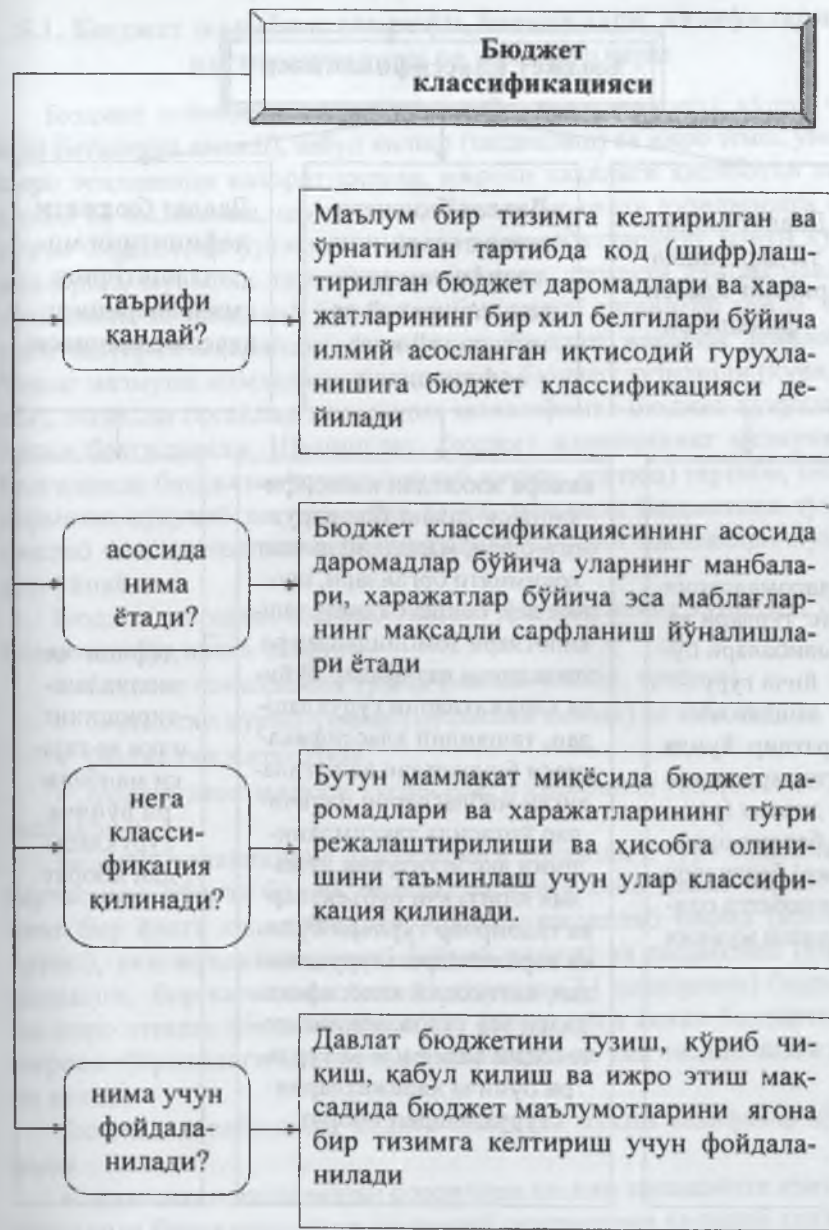 Бюджет
классификацияси
таърифи
қандай?
Маълум бир тизимга келтирилган ва
ўрнатилган тартибда код (шифр)лаш-
тирилган бюджет даромадлари ва хара-
жатларининг бир хил белгилари бўйича
илмий асосланган иқтисодий гуруҳла-
нишига бюджет классификацияси де-
йилади
асосида
нима
ётади?
Бюджет классификациясининг асосида
даромадлар бўйича уларнинг манбала-
ри, харажатлар бўйича эса маблағлар-
нинг мақсадли сарфланиш йўналишла-
ри ётади
нега
класси-
фикация
қилинади?
Бутун мамлакат миқёсида бюджет да-
ромадлари ва харажатларининг тўғри
режалаштирилиши ва ҳисобга олини-
шини таъминлаш учун улар классифи-
кация қилинади.
нима учун
фойдала-
нилади?
Давлат бюджетини тузиш, кўриб чи-
қиш, қабул қилиш ва ижро этиш мақ-
садида бюджет маълумотларини ягона
бир тизимга келтириш учун фойдала-
нилади